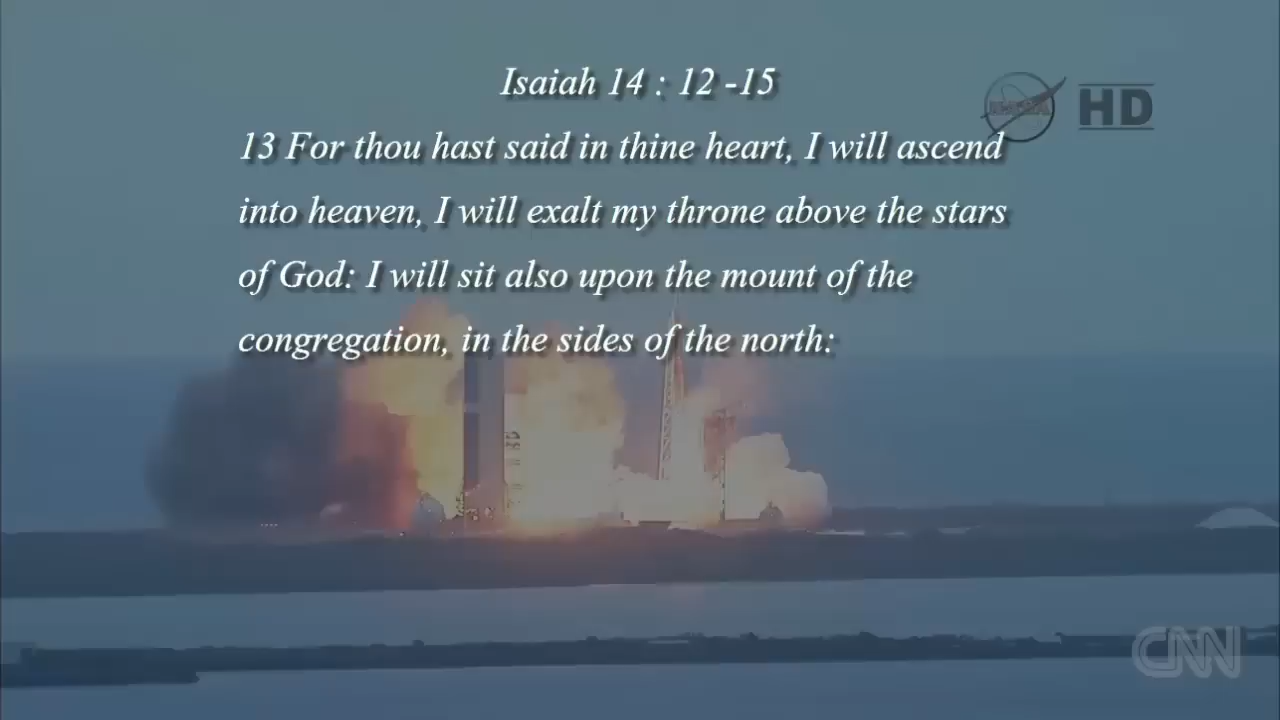 Isaiah 14 : 12 -15
NASA HD
13 For thou hast said in thine heart, I will ascend
into heaven, I will exalt my throne above the stars
of God: I will sit also upon the mount of the
congregation, in the sides of the north:
CNN